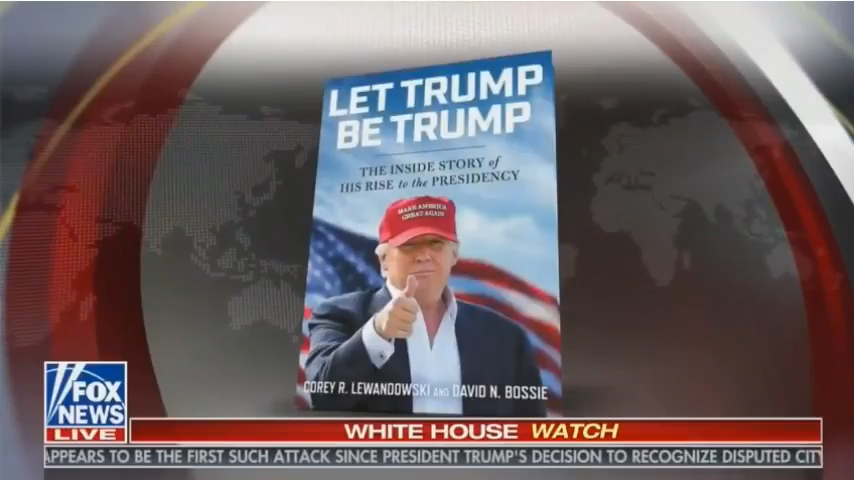 LET TRUMP
BE TRUMP
THE INSIDE STORY of
HIS RISE to the PRESIDENCY
MAKE AMERICA
GREAT AGAIN
COREY R. LEWANDOWSKI AND DAVID N. BOSSIE
FOX
NEWS
LIVE
WHITE HOUSE WATCH
APPEARS TO BE THE FIRST SUCH ATTACK SINCE PRESIDENT TRUMP'S DECISION TO RECOGNIZE DISPUTED CIT